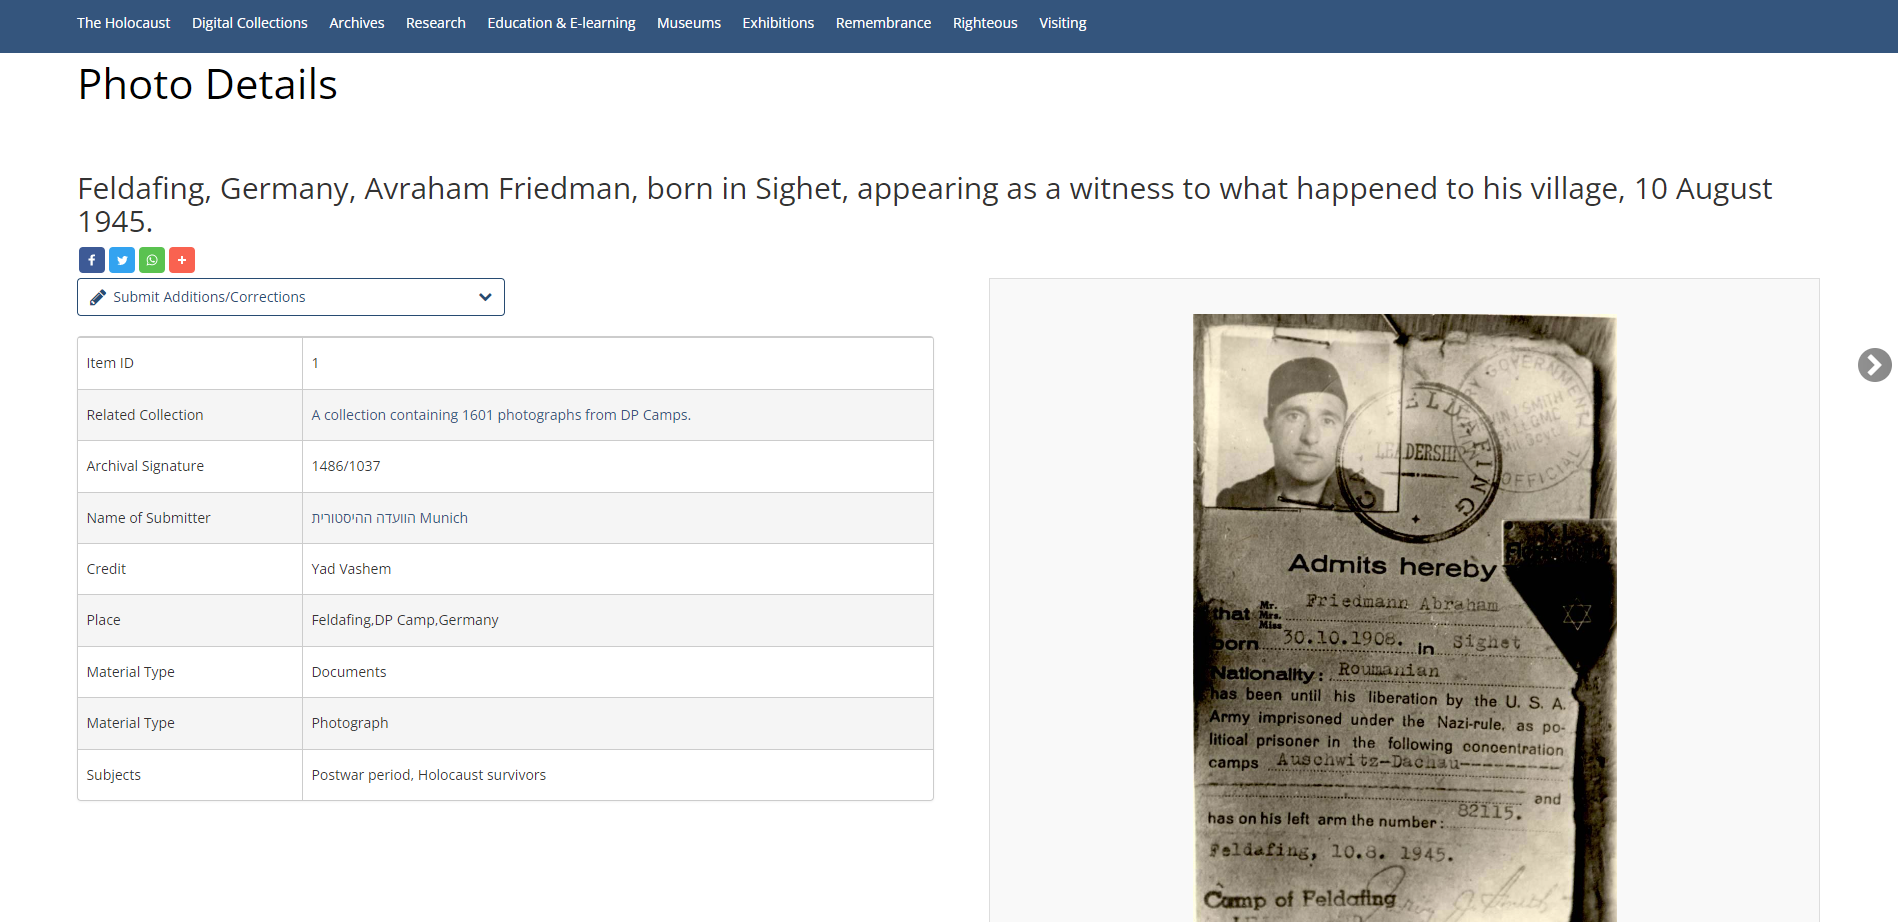 The Holocaust Digital Collections Archives Research Education & E-learning Museums Exhibitions Remembrance Righteous Visiting
Photo Details
Feldafing, Germany, Avraham Friedman, born in Sighet, appearing as a witness to what happened to his village, 10 August
1945.
Submit Additions/Corrections
Item ID 1
Related Collection A collection containing 1601 photographs from DP Camps.
Archival Signature 1486/1037
Name of Submitter הוועדה ההיסטורית Munich
Credit Yad Vashem
Place Feldafing,DP Camp,Germany
Material Type Documents
Material Type Photograph
Subjects Postwar period, Holocaust survivors
GOVERNMENT
SMITH
OFFICIAL
FELDAFING
LEADERSHIP
Admits hereby
that Mr. Mrs. Miss Friedmann Abraham
born 30.10.1908. in Sighet
Nationality: Roumanian
has been until his liberation by the U. S. A.
Army imprisoned under the Nazi-rule, as po-
litical prisoner in the following concentration
camps Auschwitz-Dachau-
and
has on his left arm the number: 82115.
Feldafing, 10.8. 1945.
Camp of Feldafing